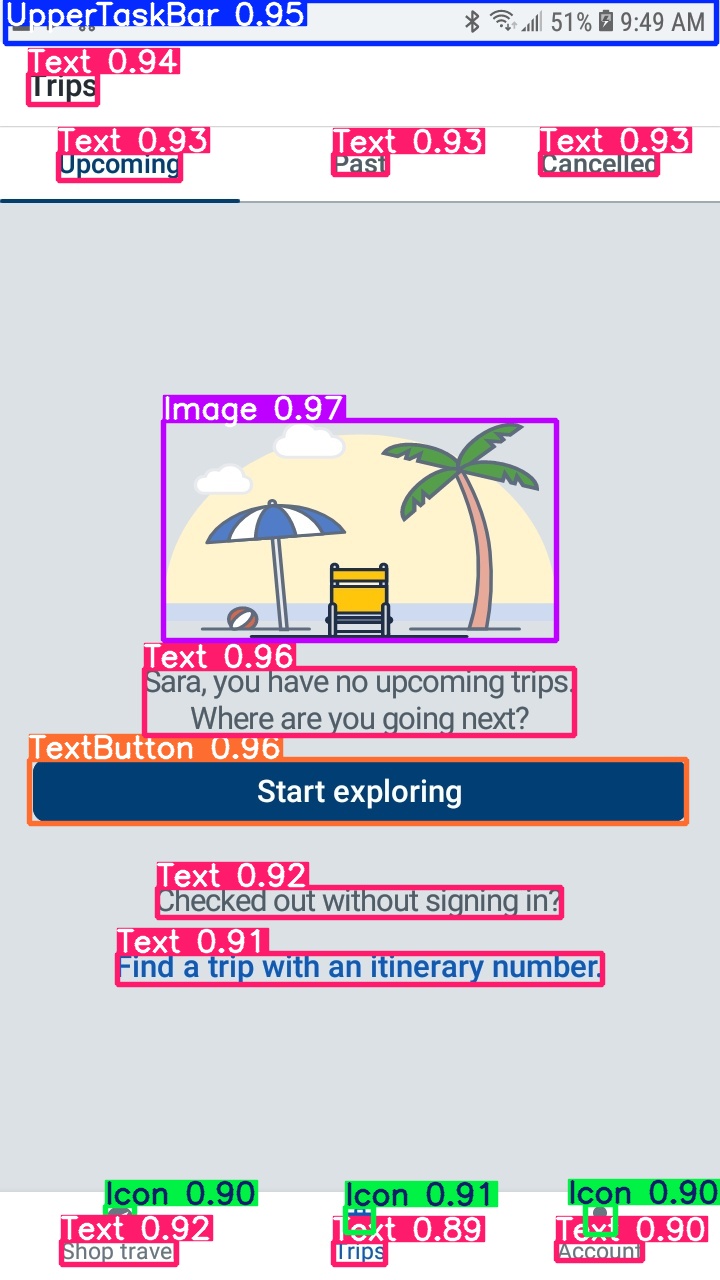 UpperTaskBar 0.95
51% 9:49 AM
Text 0.94
Trips
Text 0.93 Text 0.93 Text 0.93
Upcoming Past Cancelled
Image 0.97
Text 0.96
Sara, you have no upcoming trips.
Where are you going next?
TextButton 0.96
Start exploring
Text 0.92
Checked out without signing in?
Text 0.91
Find a trip with an itinerary number.
Icon 0.90 Icon 0.91 Icon 0.90
Text 0.92 Text 0.89 Text 0.90
Shop travel Trips Account